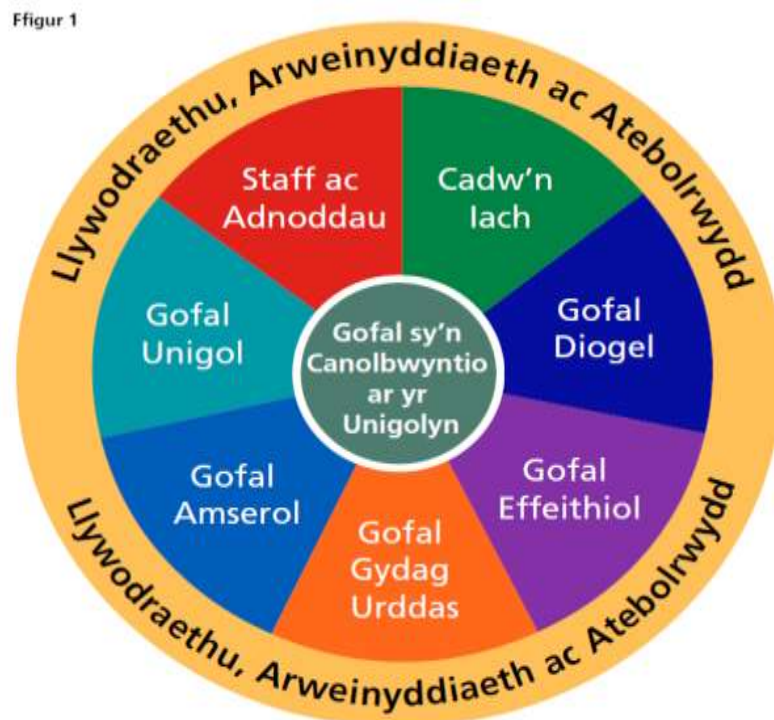 Ffigur 1
Llywodraethu, Arweinyddiaeth ac Atebolrwydd
Staff ac
Adnoddau
Cadw'n
Iach
Gofal
Unigol
Gofal
Diogel
Gofal sy'n
Canolbwyntio
ar yr
Unigolyn
Gofal
Amserol
Gofal
Effeithiol
Gofal
Gydag
Urddas
Llywodraethu, Arweinyddiaeth ac Atebolrwydd